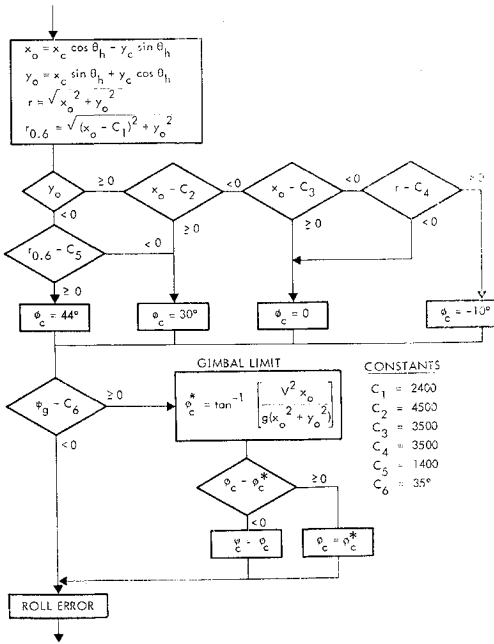 x_o = x_c cos θ_h − y_c sin θ_h
y_o = x_c sin θ_h + y_c cos θ_h
r = √x_o² + y_o²
r_0.6 = √(x_o − C_1)² + y_o²
y_o
≥ 0
x_o − C_2
< 0
x_o − C_3
< 0
r − C_4
≥ 0
< 0
≥ 0
≥ 0
< 0
r_0.6 − C_5
< 0
≥ 0
ϕ_c = 44°
ϕ_c = 30°
ϕ_c = 0
ϕ_c = −10°
GIMBAL LIMIT
CONSTANTS
ϕ_g − C_6
≥ 0
< 0
ϕ_c* = tan⁻¹ [V² x_o / g(x_o² + y_o²)]
C_1 = 2400
C_2 = 4500
C_3 = 3500
C_4 = 3500
C_5 = 1400
C_6 = 35°
ϕ_c − ϕ_c*
≥ 0
< 0
ϕ_c = ϕ_c
ϕ_c = ϕ_c*
ROLL ERROR